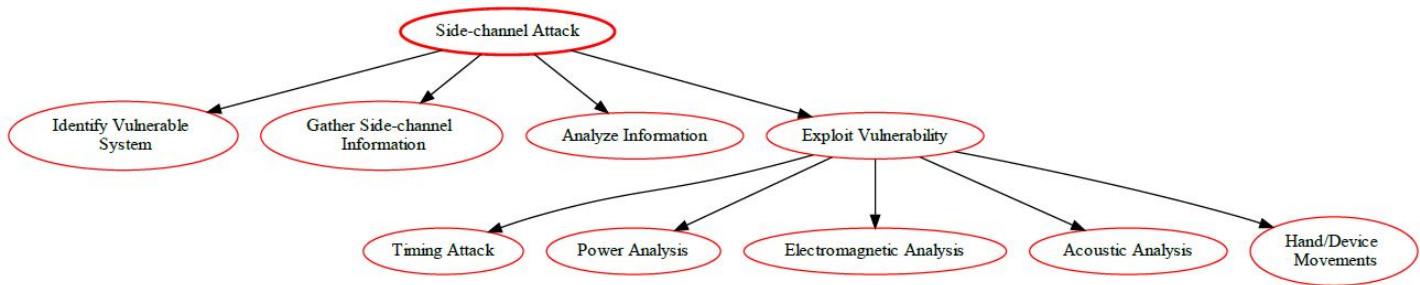 Side-channel Attack
Identify Vulnerable
System
Gather Side-channel
Information
Analyze Information
Exploit Vulnerability
Timing Attack
Power Analysis
Electromagnetic Analysis
Acoustic Analysis
Hand/Device
Movements